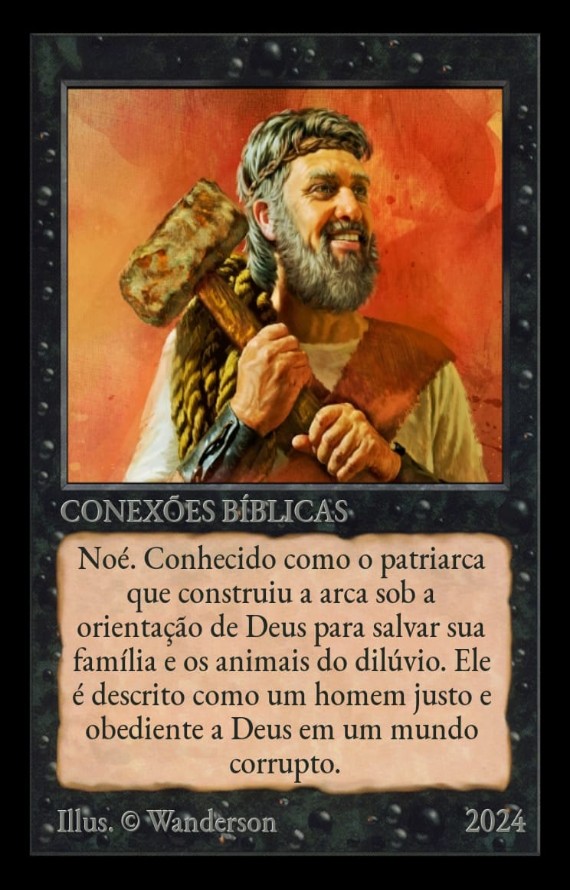 CONEXÕES BÍBLICAS
Noé. Conhecido como o patriarca
que construiu a arca sob a
orientação de Deus para salvar sua
família e os animais do dilúvio. Ele
é descrito como um homem justo e
obediente a Deus em um mundo
corrupto.
Illus. © Wanderson 2024